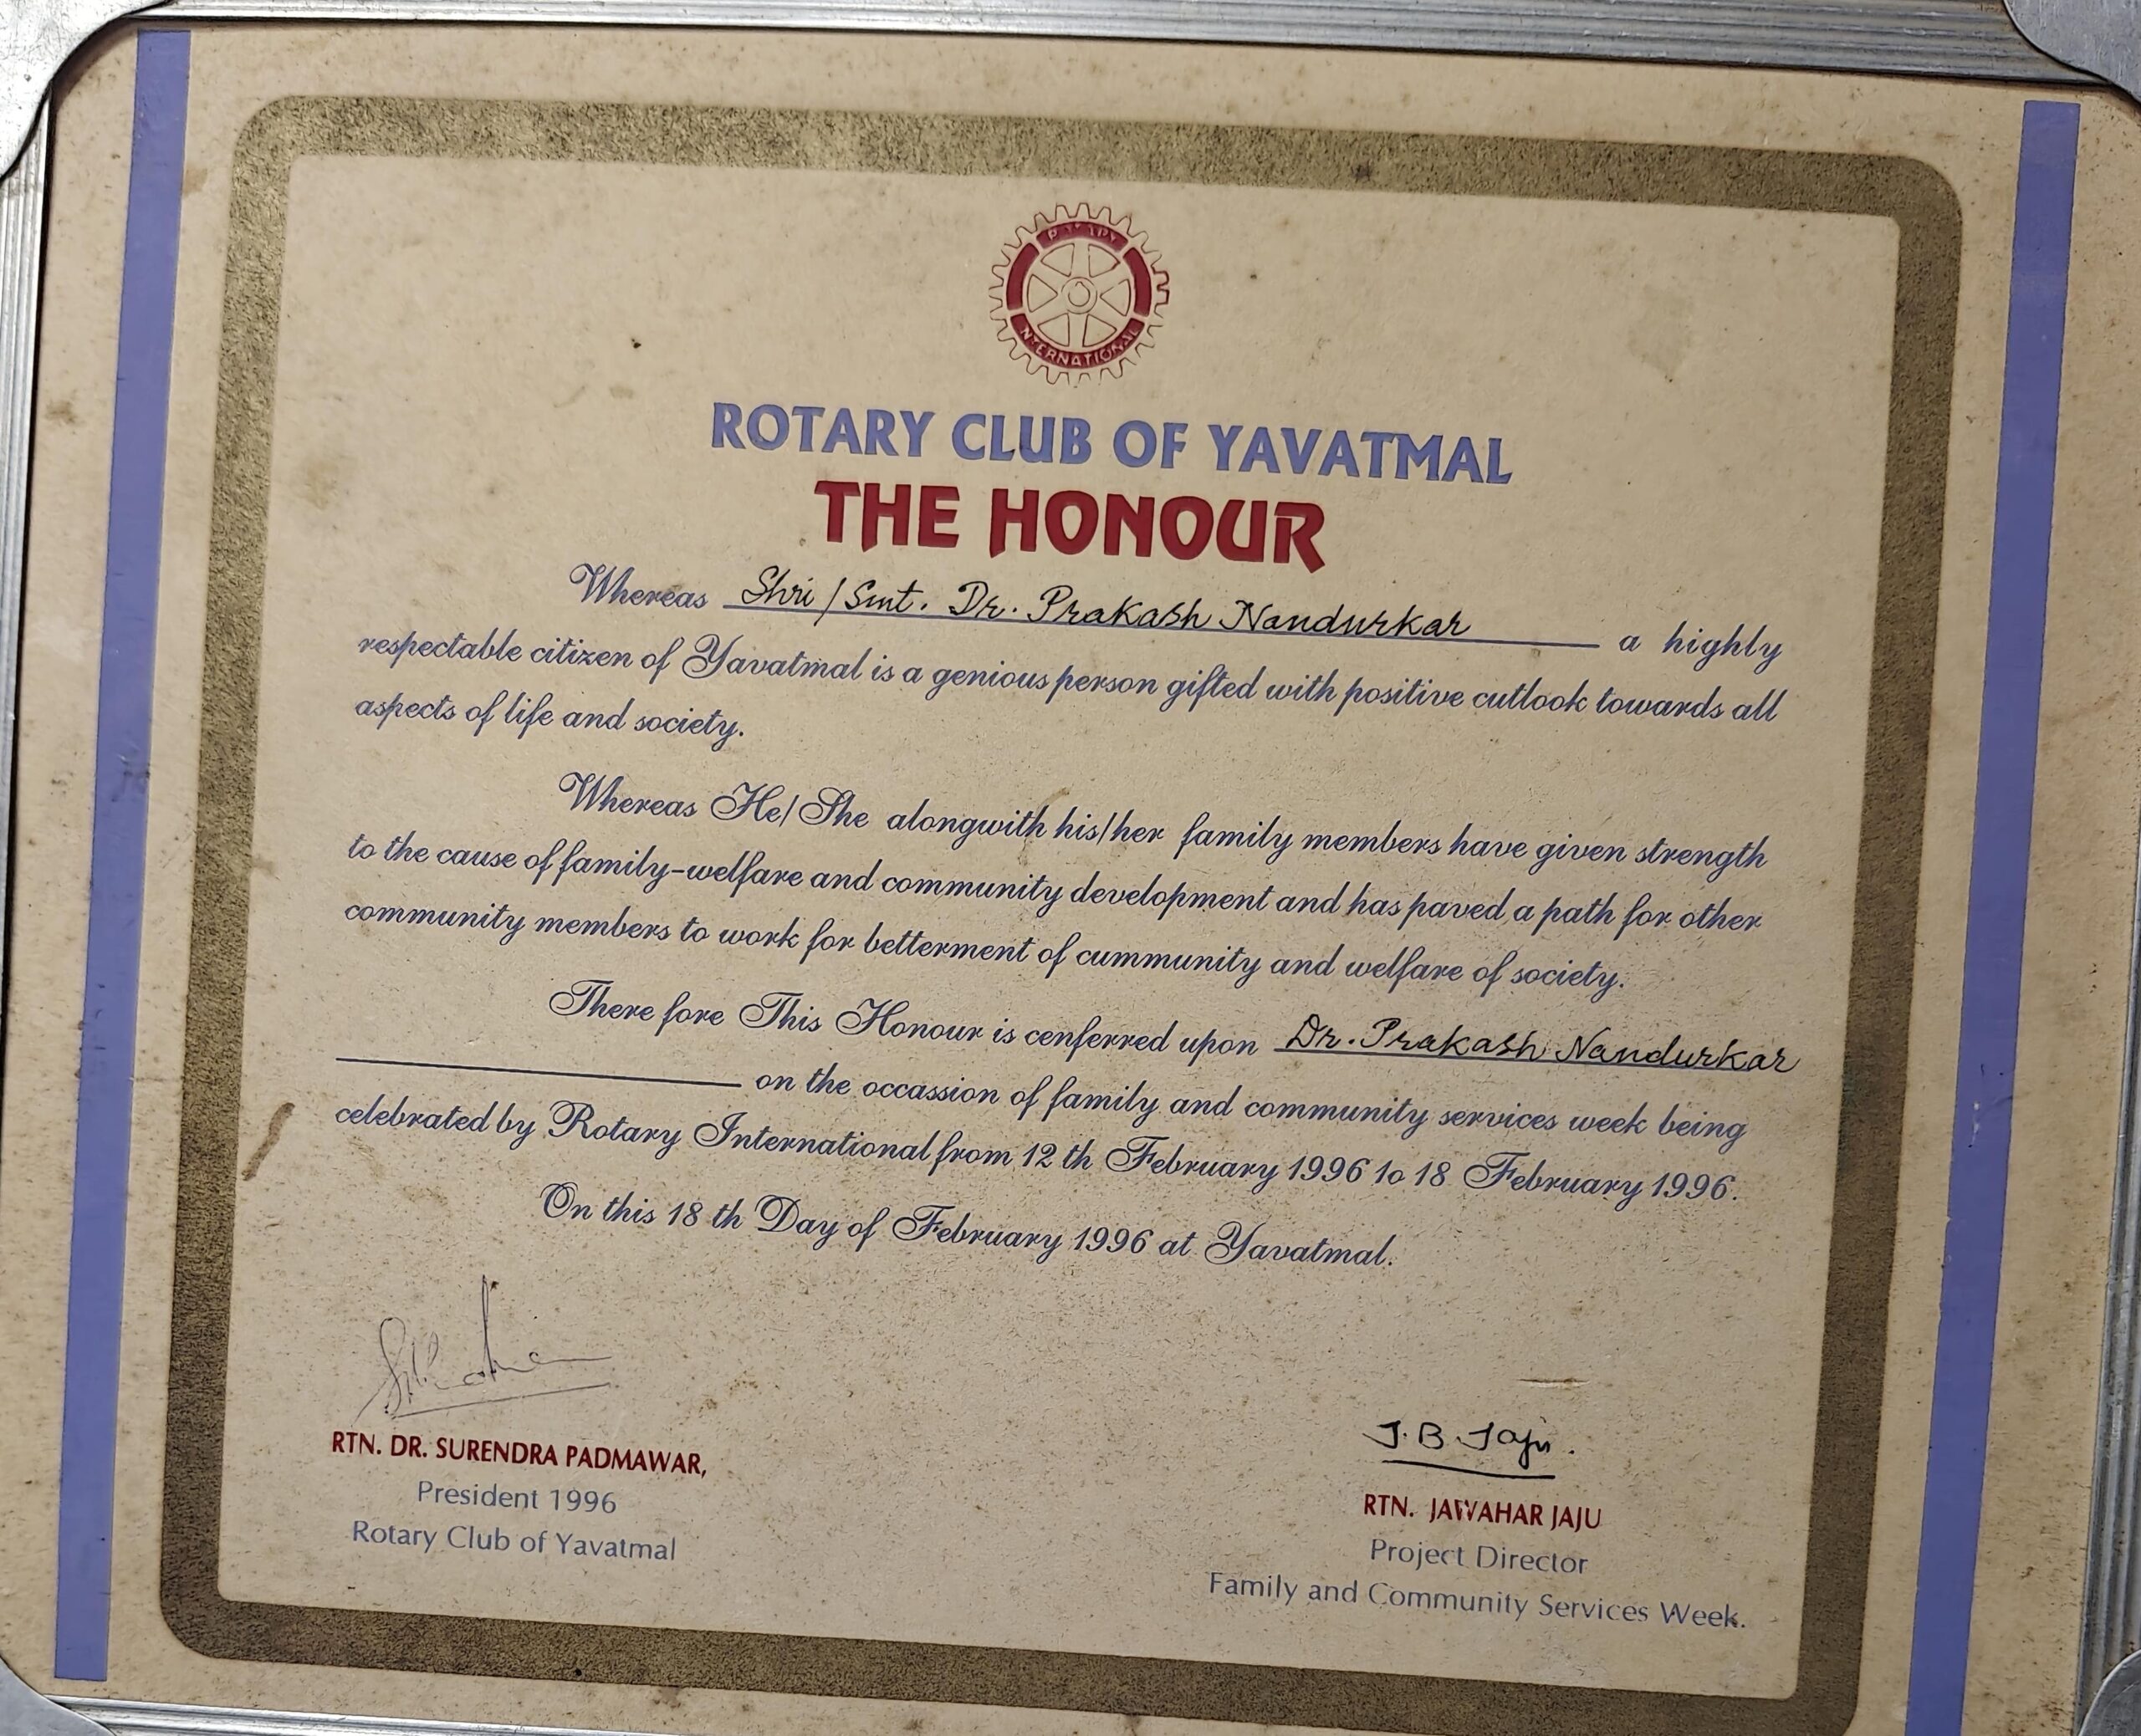 ROTARY
INTERNATIONAL
ROTARY CLUB OF YAVATMAL
THE HONOUR
Whereas Shri/Smt. Dr. Prakash Nandurkar a highly
respectable citizen of Yavatmal is a genious person gifted with positive cutlook towards all
aspects of life and society.
Whereas He/She alongwith his/her family members have given strength
to the cause of family-welfare and community development and has paved a path for other
community members to work for betterment of cummunity and welfare of society.
There fore This Honour is cenferred upon Dr. Prakash Nandurkar
on the occassion of family and community services week being
celebrated by Rotary International from 12 th February 1996 to 18 February 1996.
On this 18 th Day of February 1996 at Yavatmal.
J. B. Jaju.
RTN. DR. SURENDRA PADMAWAR,
President 1996
Rotary Club of Yavatmal
RTN. JAWAHAR JAJU
Project Director
Family and Community Services Week.